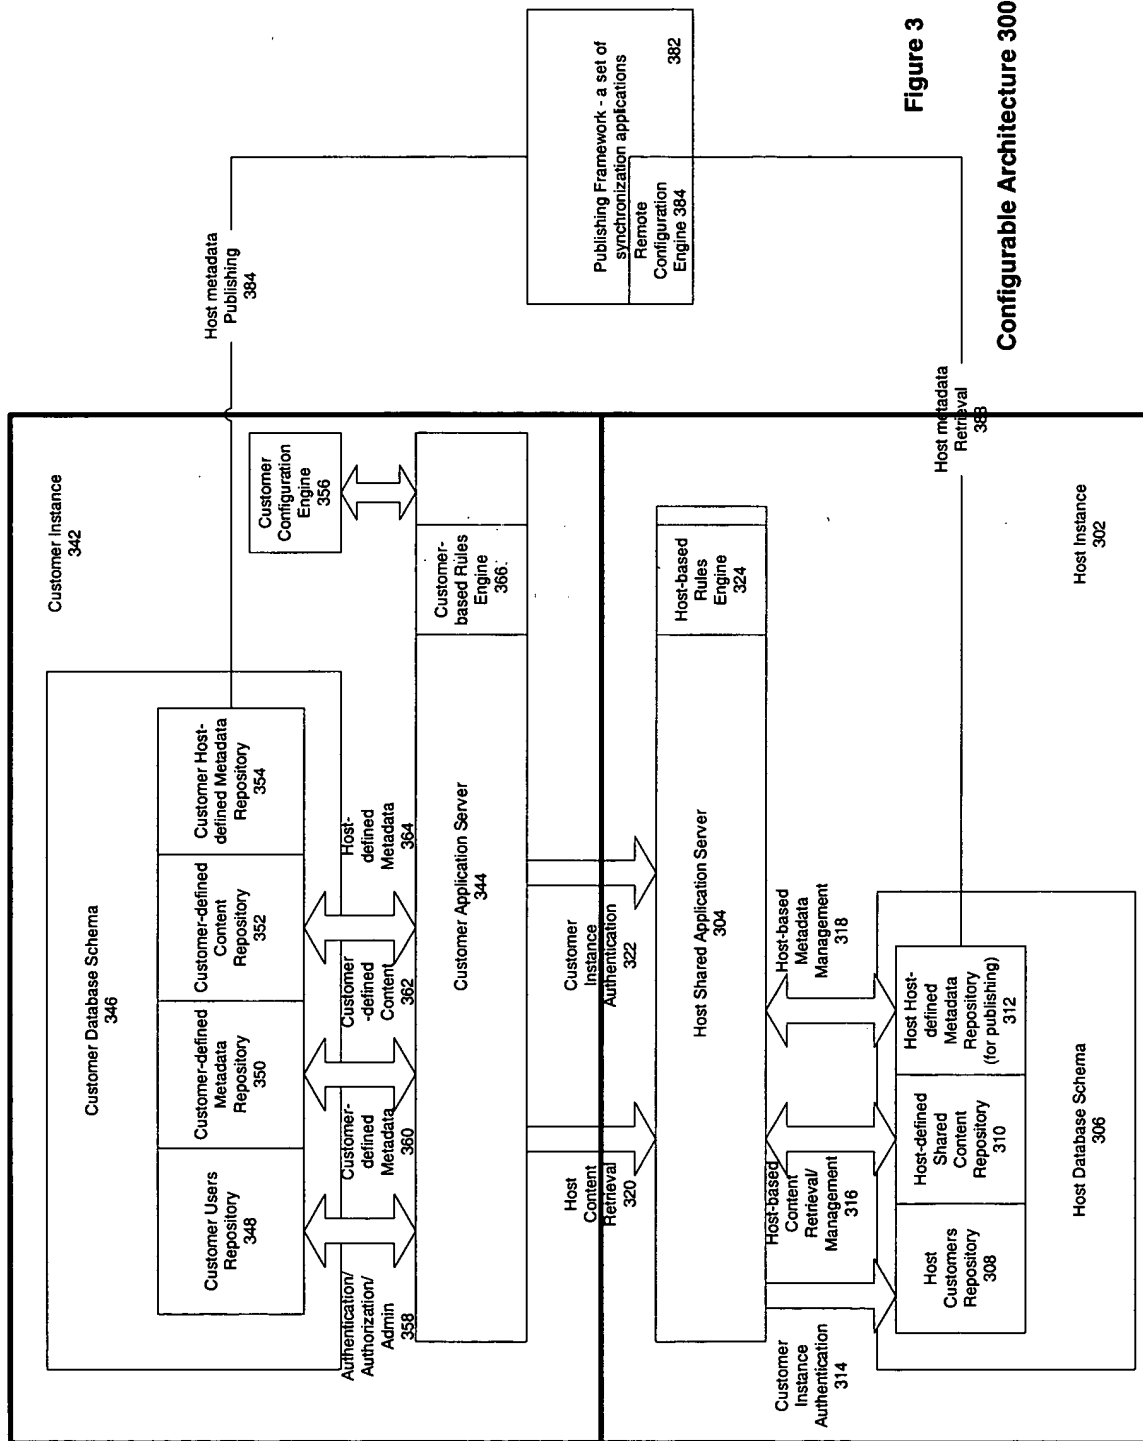 Customer Instance
342
Customer Database Schema
346
Customer Users
Repository
348
Customer-defined
Metadata
Repository
350
Customer-defined
Content
Repository
352
Customer Host-
defined Metadata
Repository
354
Customer
Configuration
Engine
356
Authentication/
Authorization/
Admin
358
Customer-
defined
Metadata
360
Customer
-defined
Content
362
Host-
defined
Metadata
364
Customer Application Server
344
Customer-
based Rules
Engine
366
Host
Content
Retrieval
320
Customer
Instance
Authentication
322
Host Shared Application Server
304
Host-based
Rules
Engine
324
Customer
Instance
Authentication
314
Host-based
Content
Retrieval/
Management
316
Host-based
Metadata
Management
318
Host
Customers
Repository
308
Host-defined
Shared
Content
Repository
310
Host Host-
defined
Metadata
Repository
(for publishing)
312
Host Database Schema
306
Host Instance
302
Host metadata
Publishing
384
Publishing Framework - a set of
synchronization applications
382
Remote
Configuration
Engine 384
Host metadata
Retrieval
Figure 3
Configurable Architecture 300